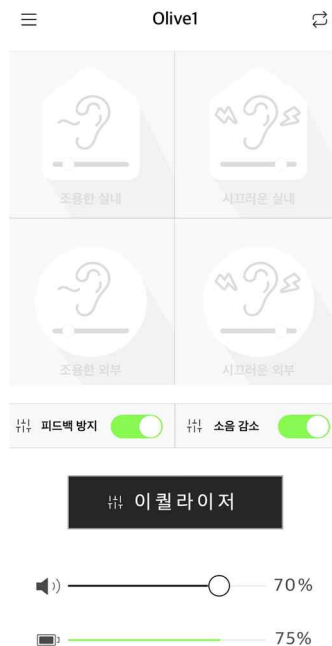 Olive1
조용한 실내
시끄러운 실내
조용한 외부
시끄러운 외부
피드백 방지
소음 감소
이퀄라이저
70%
75%